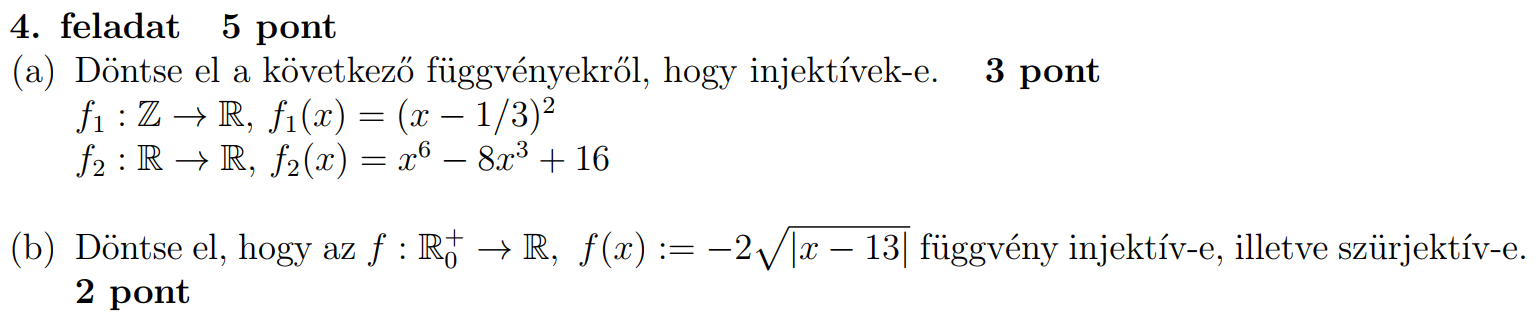 4. feladat 5 pont
(a) Döntse el a következő függvényekről, hogy injektívek-e. 3 pont
f₁ : ℤ → ℝ, f₁(x) = (x − 1/3)²
f₂ : ℝ → ℝ, f₂(x) = x⁶ − 8x³ + 16
(b) Döntse el, hogy az f : ℝ₀⁺ → ℝ, f(x) := −2√|x − 13| függvény injektív-e, illetve szürjektív-e.
2 pont